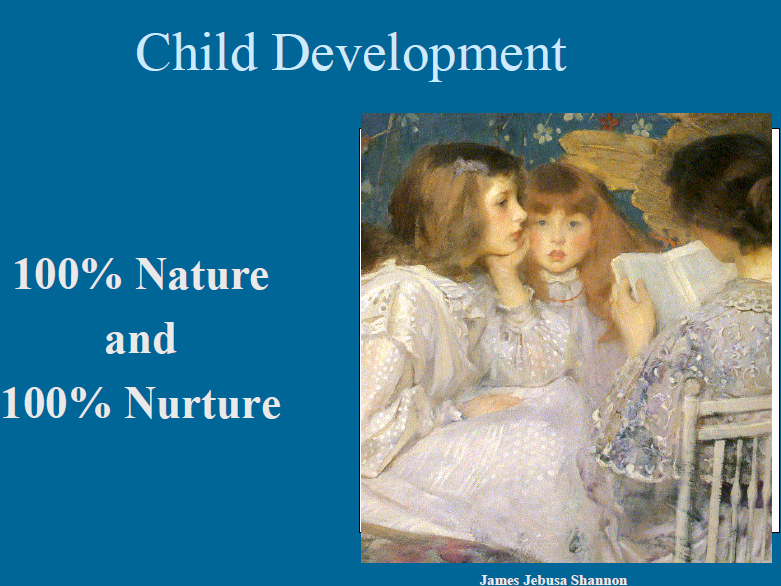 Child Development
100% Nature
and
100% Nurture
James Jebusa Shannon